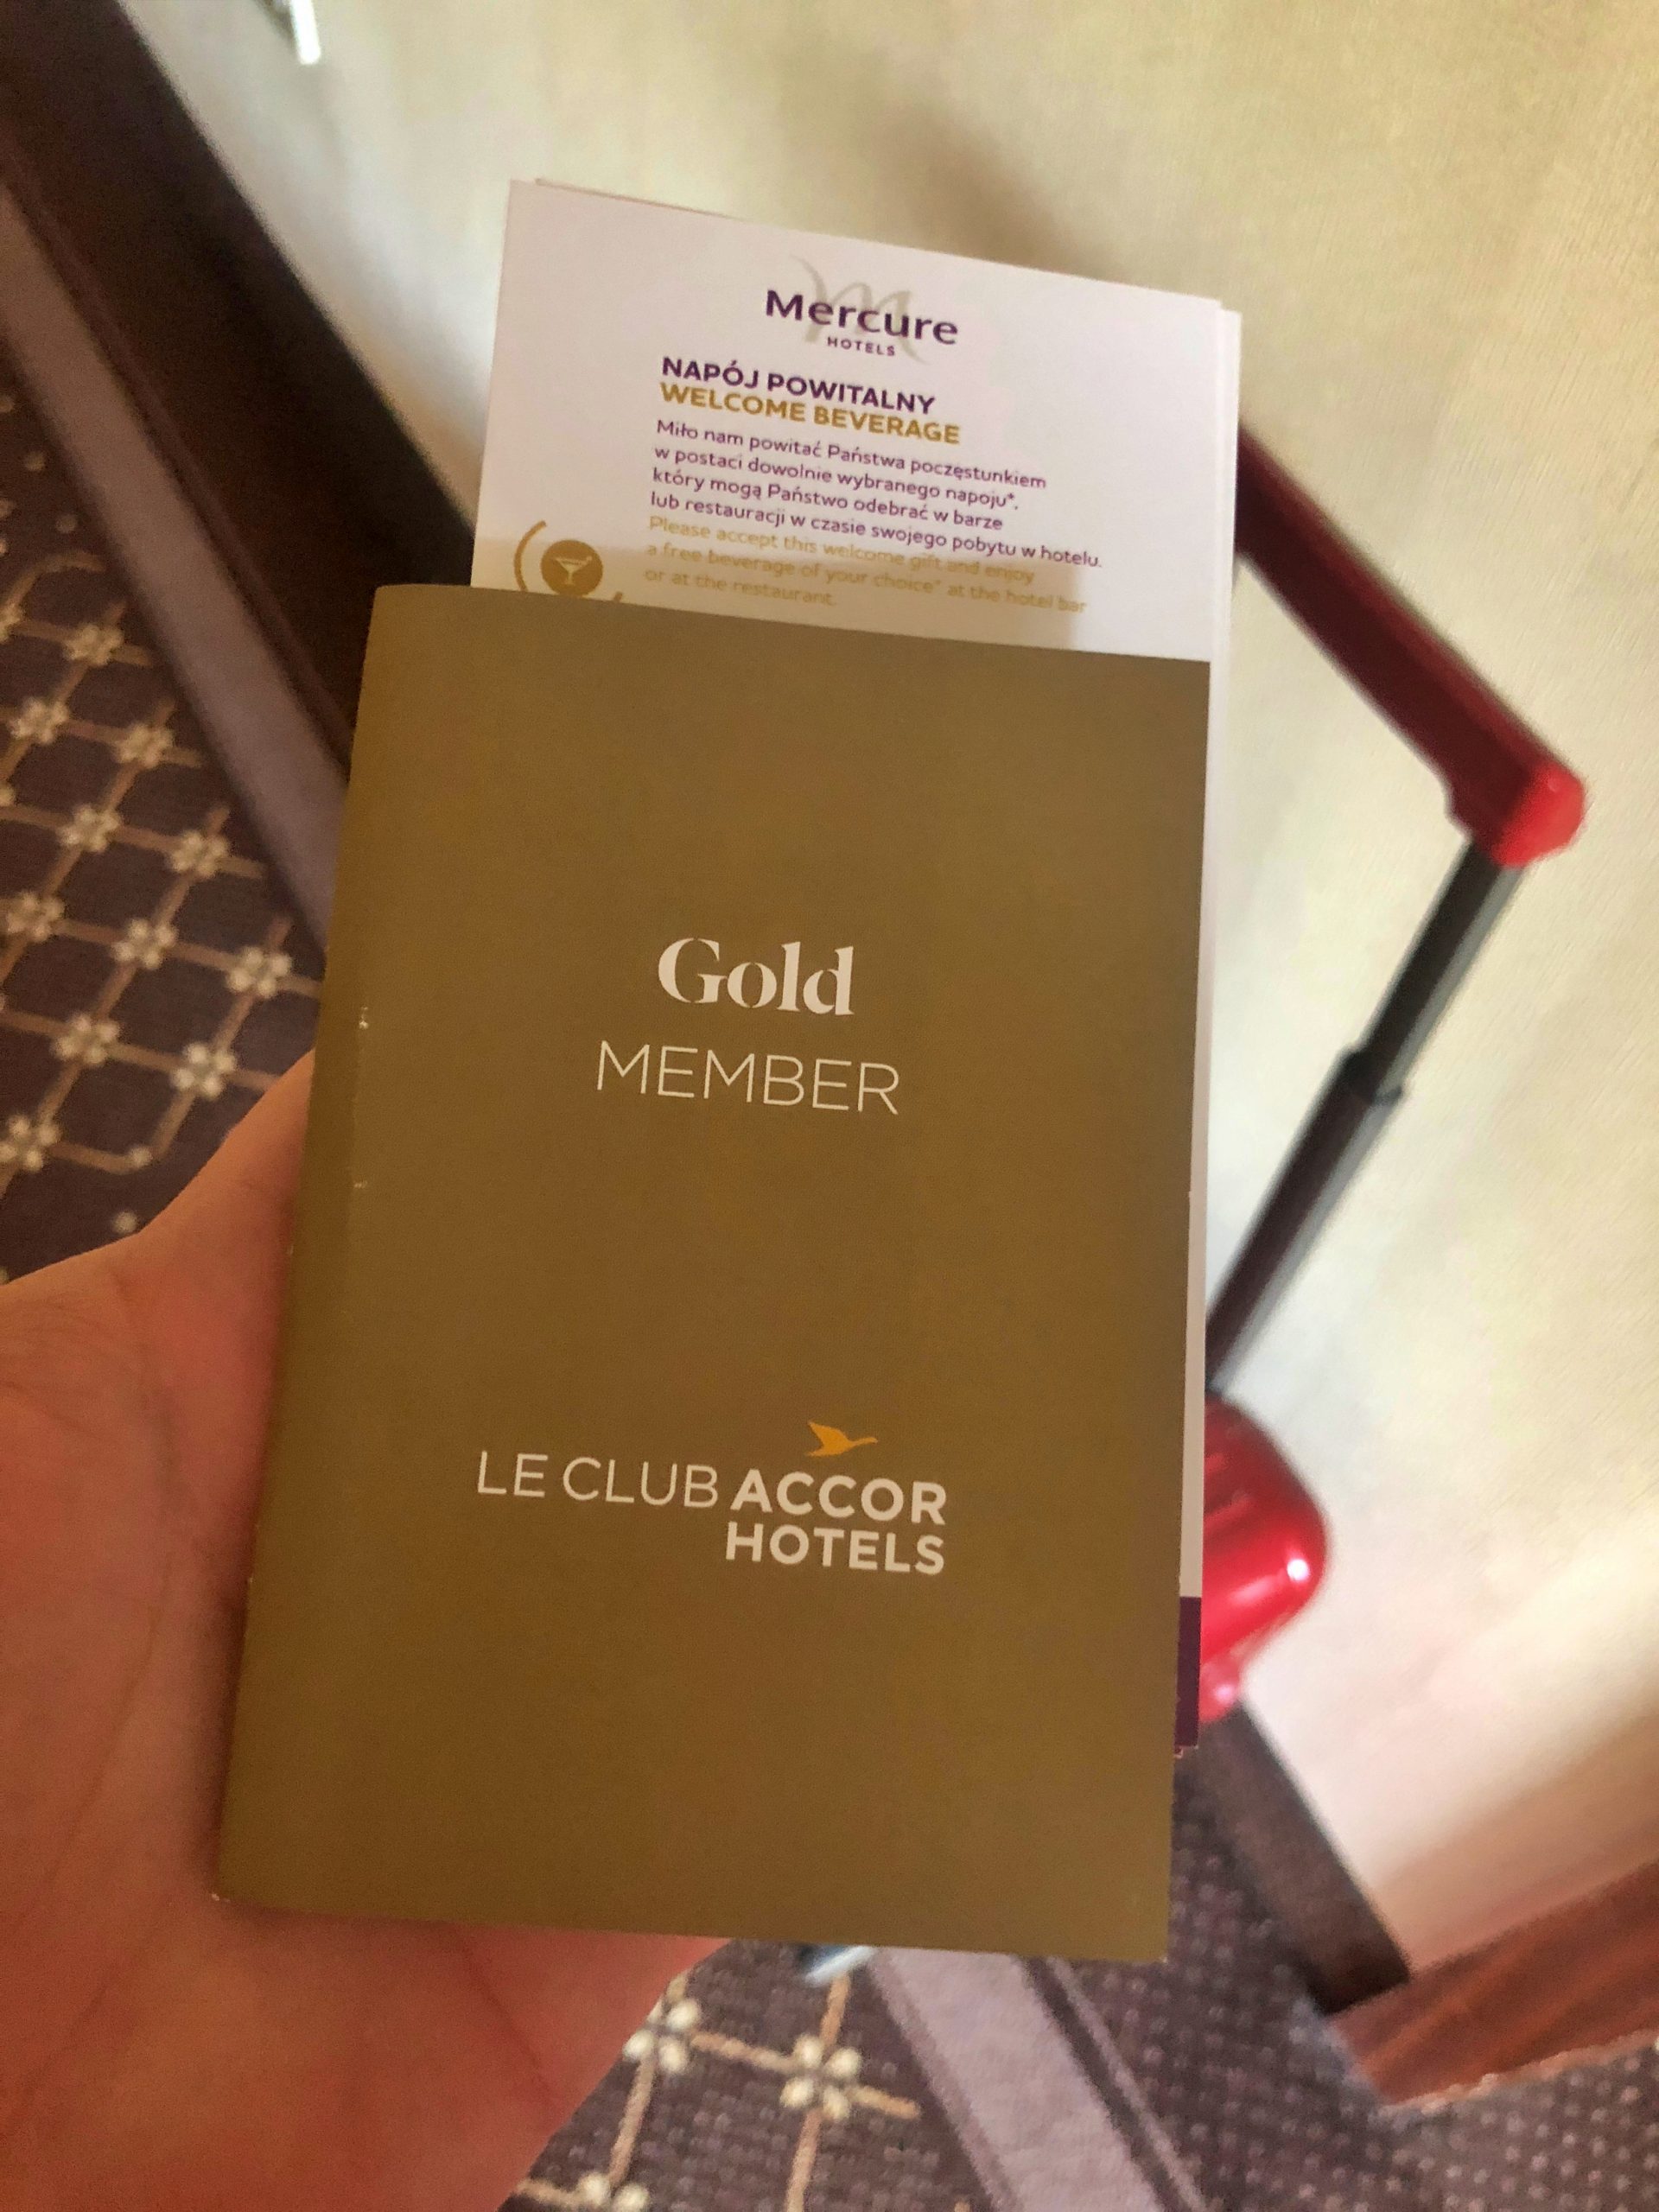 Mercure
HOTELS
NAPÓJ POWITALNY
WELCOME BEVERAGE
Miło nam powitać Państwa poczęstunkiem
w postaci dowolnie wybranego napoju*,
który mogą Państwo odebrać w barze
lub restauracji w czasie swojego pobytu w hotelu.
Please accept this welcome gift and enjoy
a free beverage of your choice* at the hotel bar
or at the restaurant.
Gold
MEMBER
LE CLUB ACCOR
HOTELS